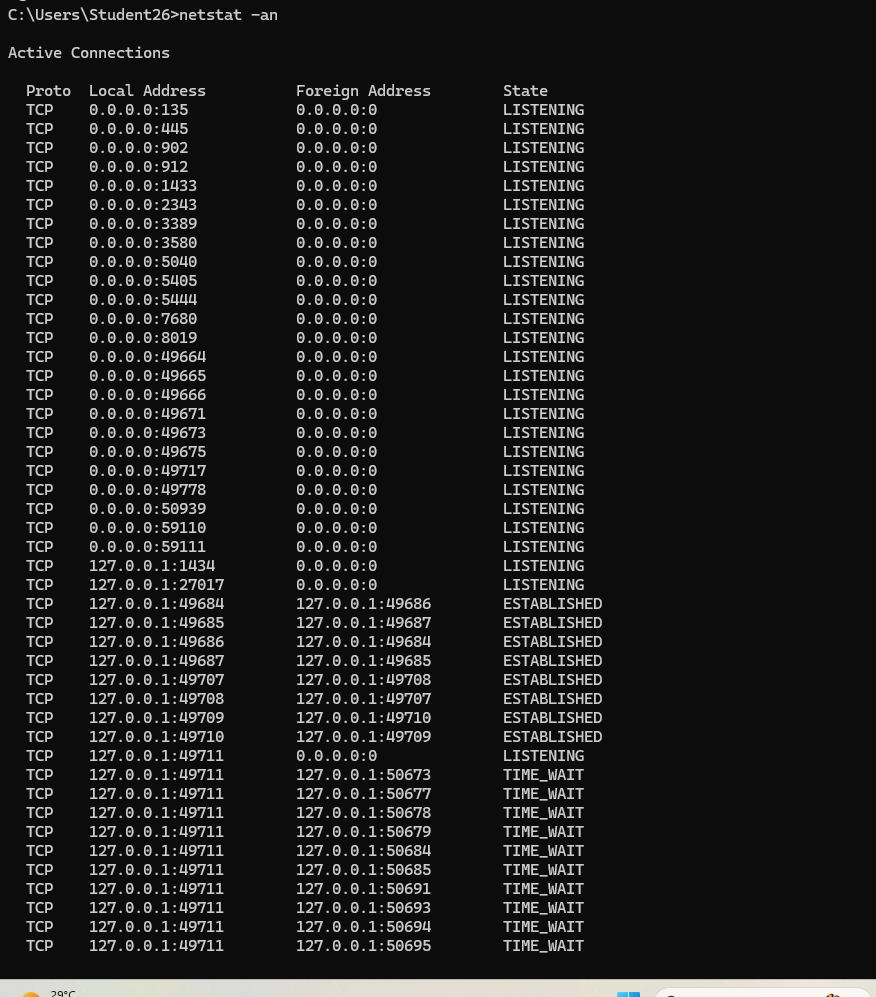 C:\Users\Student26>netstat -an
Active Connections
Proto Local Address Foreign Address State
TCP 0.0.0.0:135 0.0.0.0:0 LISTENING
TCP 0.0.0.0:445 0.0.0.0:0 LISTENING
TCP 0.0.0.0:902 0.0.0.0:0 LISTENING
TCP 0.0.0.0:912 0.0.0.0:0 LISTENING
TCP 0.0.0.0:1433 0.0.0.0:0 LISTENING
TCP 0.0.0.0:2343 0.0.0.0:0 LISTENING
TCP 0.0.0.0:3389 0.0.0.0:0 LISTENING
TCP 0.0.0.0:3580 0.0.0.0:0 LISTENING
TCP 0.0.0.0:5040 0.0.0.0:0 LISTENING
TCP 0.0.0.0:5405 0.0.0.0:0 LISTENING
TCP 0.0.0.0:5444 0.0.0.0:0 LISTENING
TCP 0.0.0.0:7680 0.0.0.0:0 LISTENING
TCP 0.0.0.0:8019 0.0.0.0:0 LISTENING
TCP 0.0.0.0:49664 0.0.0.0:0 LISTENING
TCP 0.0.0.0:49665 0.0.0.0:0 LISTENING
TCP 0.0.0.0:49666 0.0.0.0:0 LISTENING
TCP 0.0.0.0:49671 0.0.0.0:0 LISTENING
TCP 0.0.0.0:49673 0.0.0.0:0 LISTENING
TCP 0.0.0.0:49675 0.0.0.0:0 LISTENING
TCP 0.0.0.0:49717 0.0.0.0:0 LISTENING
TCP 0.0.0.0:49778 0.0.0.0:0 LISTENING
TCP 0.0.0.0:50939 0.0.0.0:0 LISTENING
TCP 0.0.0.0:59110 0.0.0.0:0 LISTENING
TCP 0.0.0.0:59111 0.0.0.0:0 LISTENING
TCP 127.0.0.1:1434 0.0.0.0:0 LISTENING
TCP 127.0.0.1:27017 0.0.0.0:0 LISTENING
TCP 127.0.0.1:49684 127.0.0.1:49686 ESTABLISHED
TCP 127.0.0.1:49685 127.0.0.1:49687 ESTABLISHED
TCP 127.0.0.1:49686 127.0.0.1:49684 ESTABLISHED
TCP 127.0.0.1:49687 127.0.0.1:49685 ESTABLISHED
TCP 127.0.0.1:49707 127.0.0.1:49708 ESTABLISHED
TCP 127.0.0.1:49708 127.0.0.1:49707 ESTABLISHED
TCP 127.0.0.1:49709 127.0.0.1:49710 ESTABLISHED
TCP 127.0.0.1:49710 127.0.0.1:49709 ESTABLISHED
TCP 127.0.0.1:49711 0.0.0.0:0 LISTENING
TCP 127.0.0.1:49711 127.0.0.1:50673 TIME_WAIT
TCP 127.0.0.1:49711 127.0.0.1:50677 TIME_WAIT
TCP 127.0.0.1:49711 127.0.0.1:50678 TIME_WAIT
TCP 127.0.0.1:49711 127.0.0.1:50679 TIME_WAIT
TCP 127.0.0.1:49711 127.0.0.1:50684 TIME_WAIT
TCP 127.0.0.1:49711 127.0.0.1:50685 TIME_WAIT
TCP 127.0.0.1:49711 127.0.0.1:50691 TIME_WAIT
TCP 127.0.0.1:49711 127.0.0.1:50693 TIME_WAIT
TCP 127.0.0.1:49711 127.0.0.1:50694 TIME_WAIT
TCP 127.0.0.1:49711 127.0.0.1:50695 TIME_WAIT
29°C